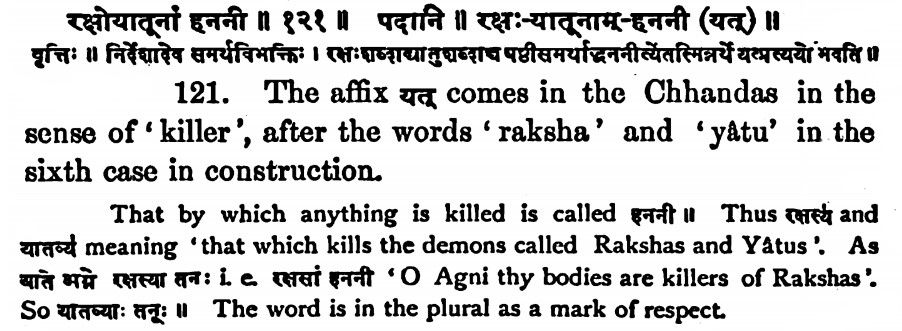 रक्षोयातूनां हननी ॥ १२१ ॥ पदानि ॥ रक्षः-यातूनाम्-हननी (यत्) ॥
वृत्तिः ॥ निर्देशादेव समर्थविभक्तिः । रक्षःशब्दाद्यातुशब्दाच्च षष्ठीसमर्थाद्धननीत्येतस्मिन्नर्थे यत्प्रत्ययो भवति ॥
121. The affix यत् comes in the Chhandas in the
sense of ' killer ', after the words ' raksha ' and ' yâtu ' in the
sixth case in construction.
That by which anything is killed is called हननी ॥ Thus रक्षस्यं and
यातव्यं meaning ' that which kills the demons called Rakshas and Yâtus '. As
याते अग्ने रक्षस्या तनूः i. e. रक्षसां हननी ' O Agni thy bodies are killers of Rakshas '.
So यातव्याः तनूः ॥ The word is in the plural as a mark of respect.